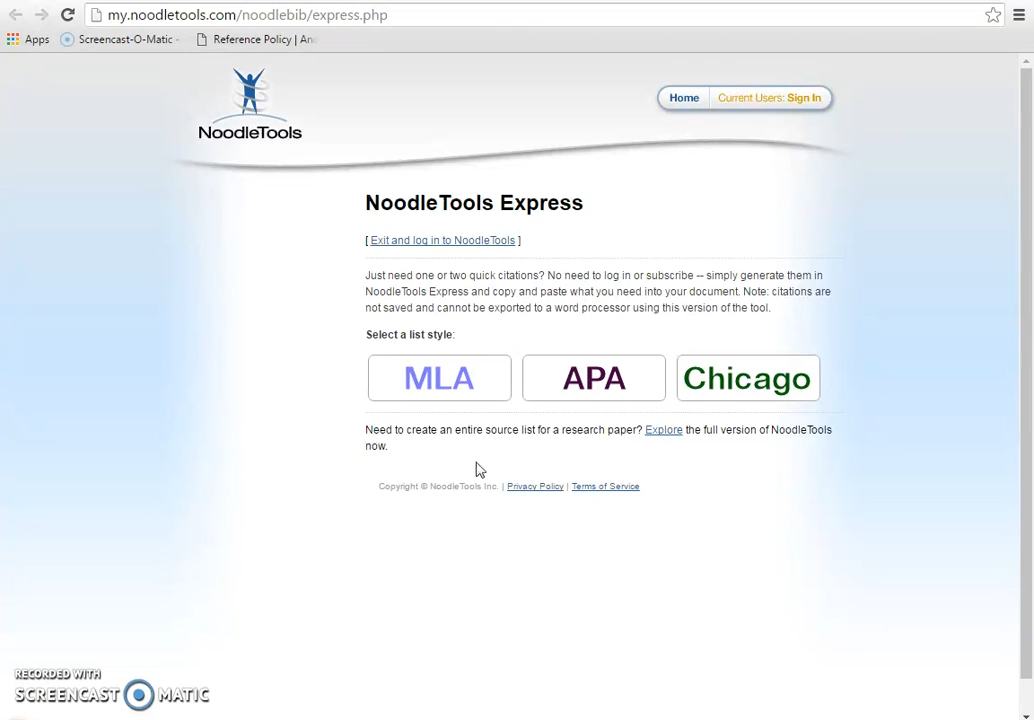 my.noodletools.com/noodlebib/express.php
Apps Screencast-O-Matic - Reference Policy | An
NoodleTools
Home Current Users: Sign In
NoodleTools Express
[ Exit and log in to NoodleTools ]
Just need one or two quick citations? No need to log in or subscribe -- simply generate them in
NoodleTools Express and copy and paste what you need into your document. Note: citations are
not saved and cannot be exported to a word processor using this version of the tool.
Select a list style:
MLA APA Chicago
Need to create an entire source list for a research paper? Explore the full version of NoodleTools
now.
Copyright © NoodleTools Inc. | Privacy Policy | Terms of Service
RECORDED WITH
SCREENCAST MATIC